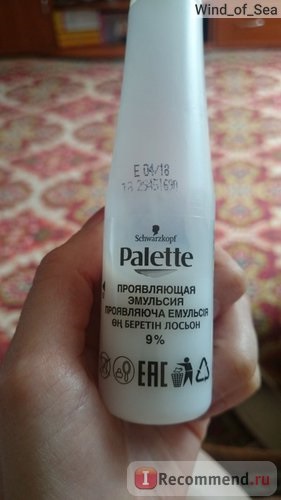 Wind_of_Sea
E 04/18
Schwarzkopf
Palette
ПРОЯВЛЯЮЩАЯ
ЭМУЛЬСИЯ
ПРОЯВЛЯЮЧА ЕМУЛЬСІЯ
ӨҢ БЕРЕТІН ЛОСЬОН
9%
EAC
I Recommend.ru